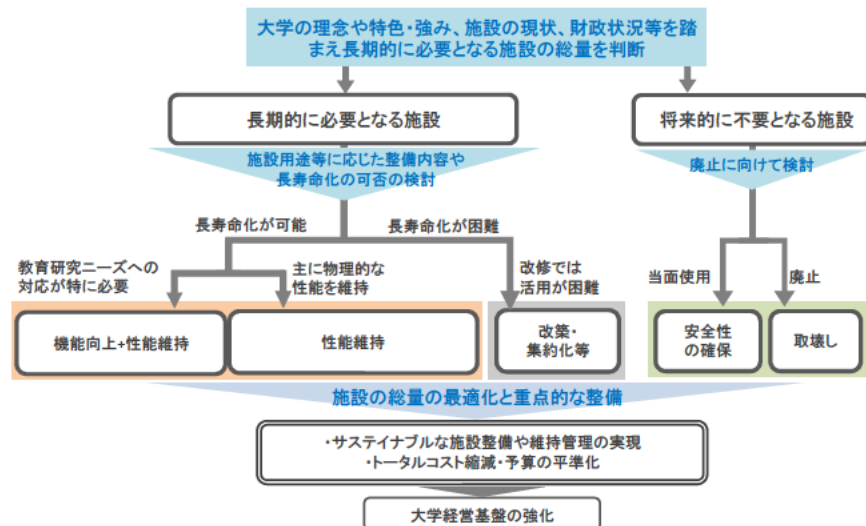 大学の理念や特色・強み、施設の現状、財政状況等を踏
まえ長期的に必要となる施設の総量を判断
長期的に必要となる施設
将来的に不要となる施設
施設用途等に応じた整備内容や
長寿命化の可否の検討
廃止に向けて検討
長寿命化が可能
長寿命化が困難
教育研究ニーズへの
対応が特に必要
主に物理的な
性能を維持
改修では
活用が困難
当面使用
廃止
機能向上+性能維持
性能維持
改築・
集約化等
安全性
の確保
取壊し
施設の総量の最適化と重点的な整備
・サステイナブルな施設整備や維持管理の実現
・トータルコスト縮減・予算の平準化
大学経営基盤の強化